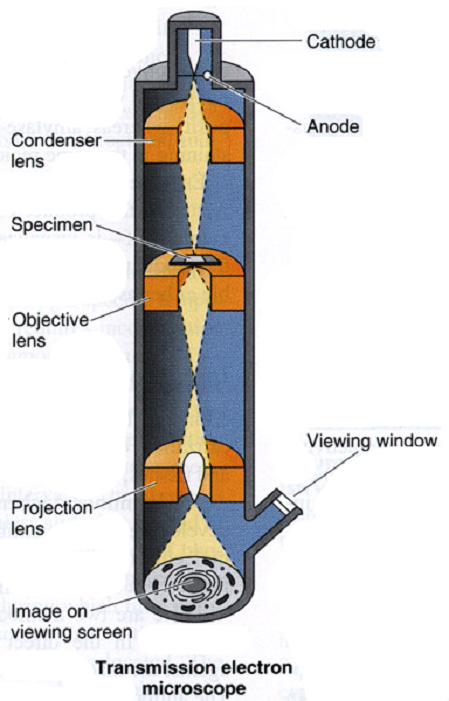 Cathode
Anode
Condenser
lens
Specimen
Objective
lens
Viewing window
Projection
lens
Image on
viewing screen
Transmission electron
microscope